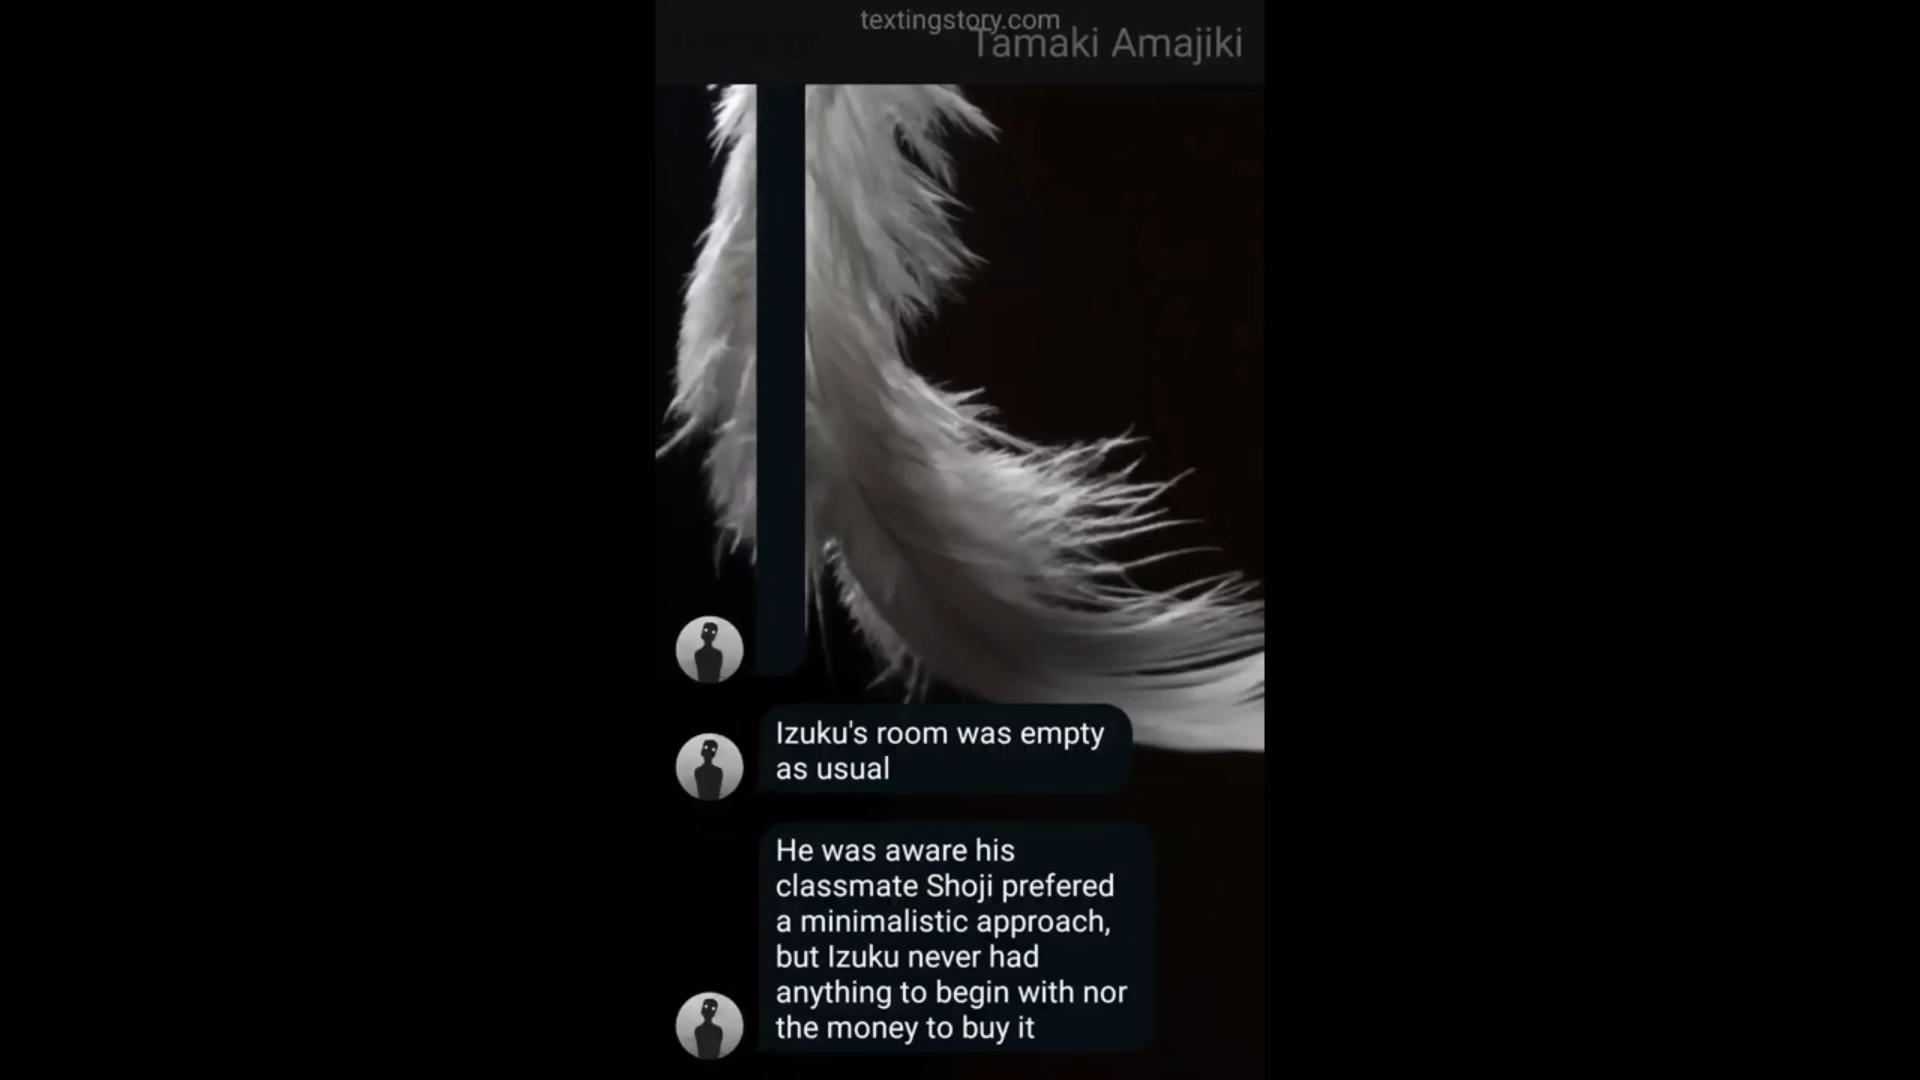 textingstory.com
Tamaki Amajiki
Izuku's room was empty
as usual
He was aware his
classmate Shoji prefered
a minimalistic approach,
but Izuku never had
anything to begin with nor
the money to buy it